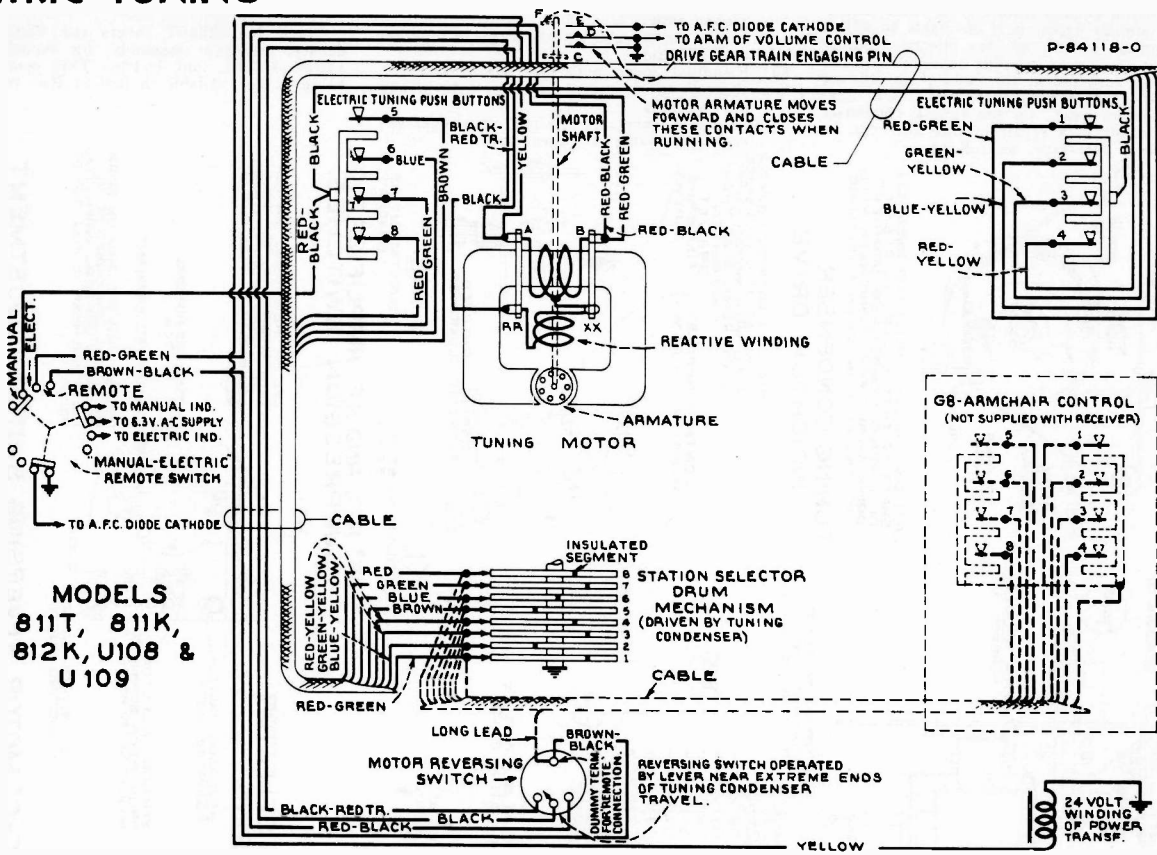 F
E
D
C
TO A.F.C. DIODE CATHODE
TO ARM OF VOLUME CONTROL
DRIVE GEAR TRAIN ENGAGING PIN
P-84118-0
ELECTRIC TUNING PUSH BUTTONS
5
6
BLUE
7
8
BLACK
RED-BLACK
RED
GREEN
BROWN
BLACK-
RED TR.
YELLOW
MOTOR
SHAFT
RED-BLACK
RED-GREEN
MOTOR ARMATURE MOVES
FORWARD AND CLOSES
THESE CONTACTS WHEN
RUNNING.
CABLE
ELECTRIC TUNING PUSH BUTTONS
RED-GREEN
1
GREEN-
YELLOW
2
BLUE-YELLOW
3
RED-
YELLOW
4
BLACK
BLACK
A
B
RED-BLACK
RR
XX
REACTIVE WINDING
ARMATURE
TUNING MOTOR
MANUAL
ELECT.
RED-GREEN
BROWN-BLACK
REMOTE
TO MANUAL IND.
TO 6.3V. A-C SUPPLY
TO ELECTRIC IND.
"MANUAL-ELECTRIC"
REMOTE SWITCH
TO A.F.C. DIODE CATHODE
CABLE
G8-ARMCHAIR CONTROL
(NOT SUPPLIED WITH RECEIVER)
5
1
6
2
7
3
8
4
MODELS
811T, 811K,
812K, U108 &
U109
RED-YELLOW
GREEN-YELLOW
BLUE-YELLOW
RED
GREEN
BLUE
BROWN
RED-GREEN
INSULATED
SEGMENT
8
7
6
5
4
3
2
1
STATION SELECTOR
DRUM
MECHANISM
(DRIVEN BY TUNING
CONDENSER)
CABLE
LONG LEAD
BROWN-
BLACK
MOTOR REVERSING
SWITCH
DUMMY TERM.
FOR "REMOTE"
CONNECTION.
REVERSING SWITCH OPERATED
BY LEVER NEAR EXTREME ENDS
OF TUNING CONDENSER
TRAVEL.
BLACK-RED TR.
BLACK
RED-BLACK
YELLOW
24 VOLT
WINDING
OF POWER
TRANSF.